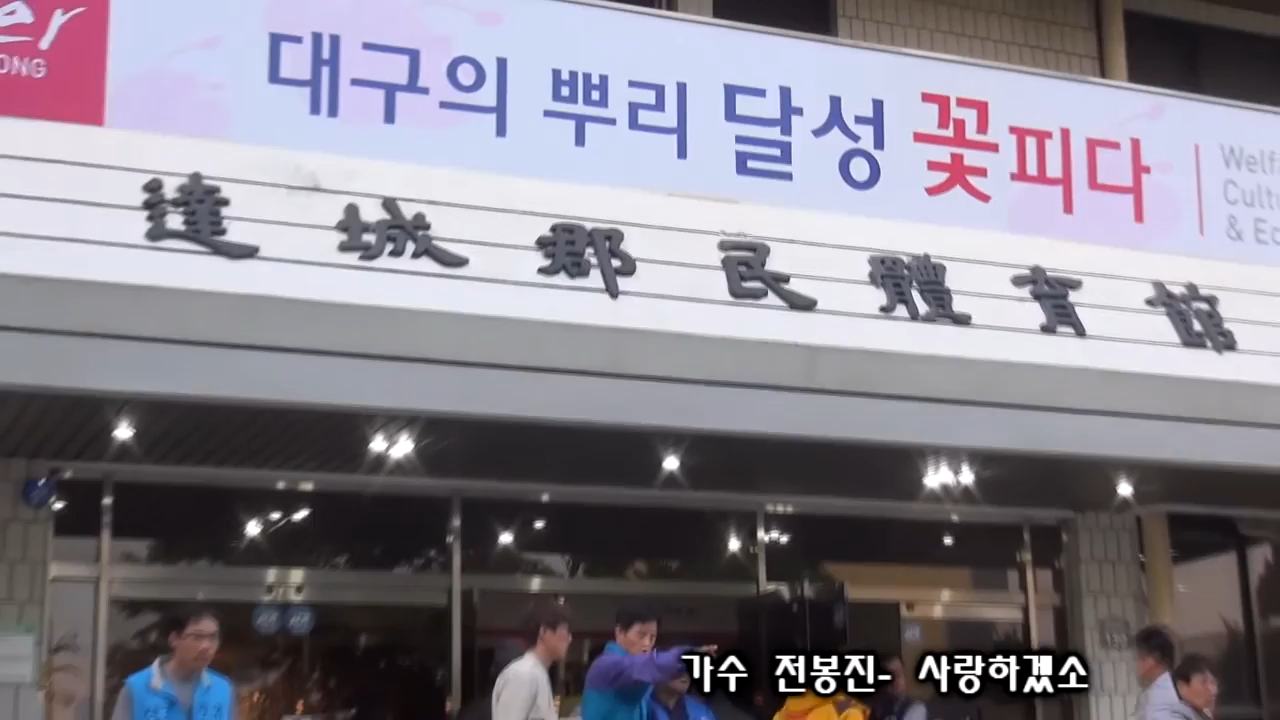 대구의 뿌리 달성 꽃피다
達城郡民體育館
가수 전봉진- 사랑하겠소